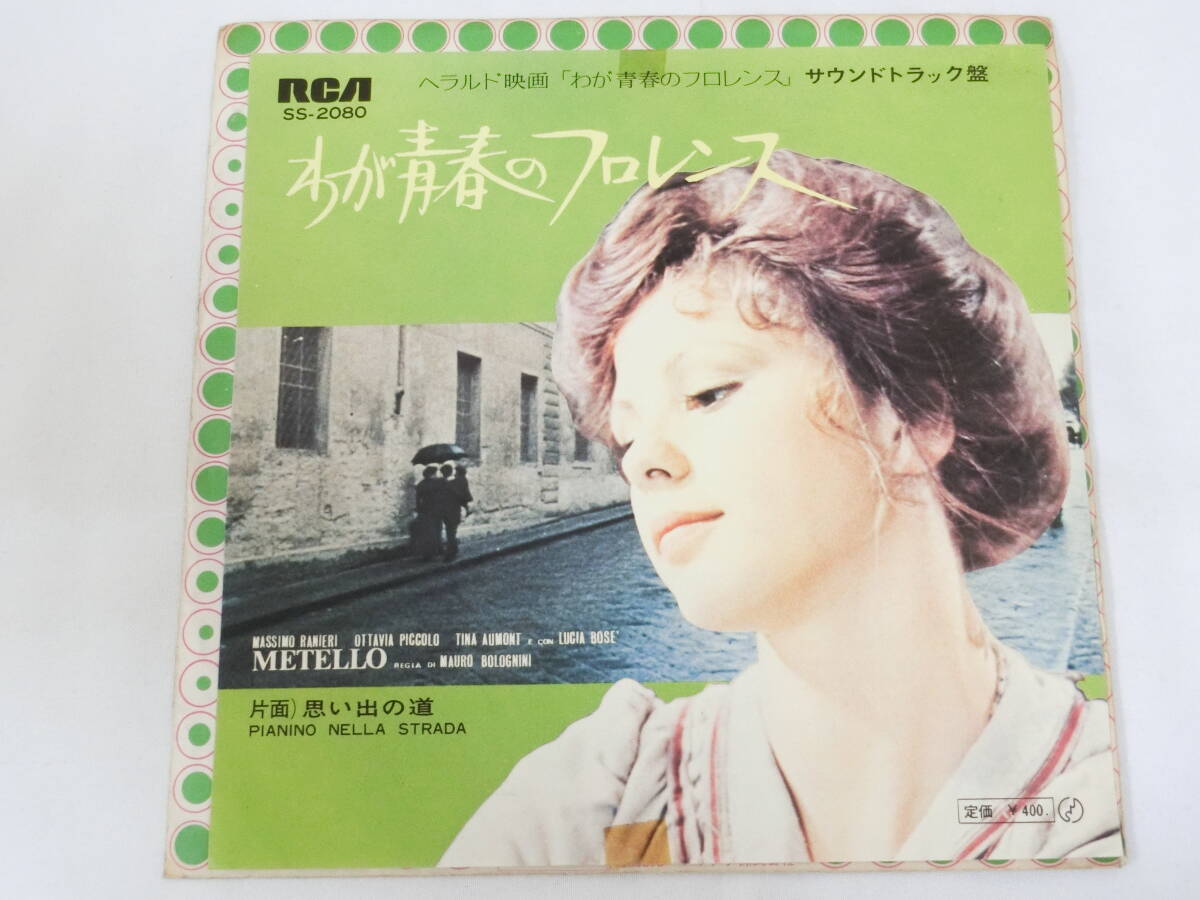 RCA
SS-2080
ヘラルド映画「わが青春のフロレンス」サウンドトラック盤
わが青春のフロレンス
MASSIMO RANIERI OTTAVIA PICCOLO TINA AUMONT E CON LUCIA BOSE'
METELLO REGIA DI MAURO BOLOGNINI
片面)思い出の道
PIANINO NELLA STRADA
定価 ¥400.